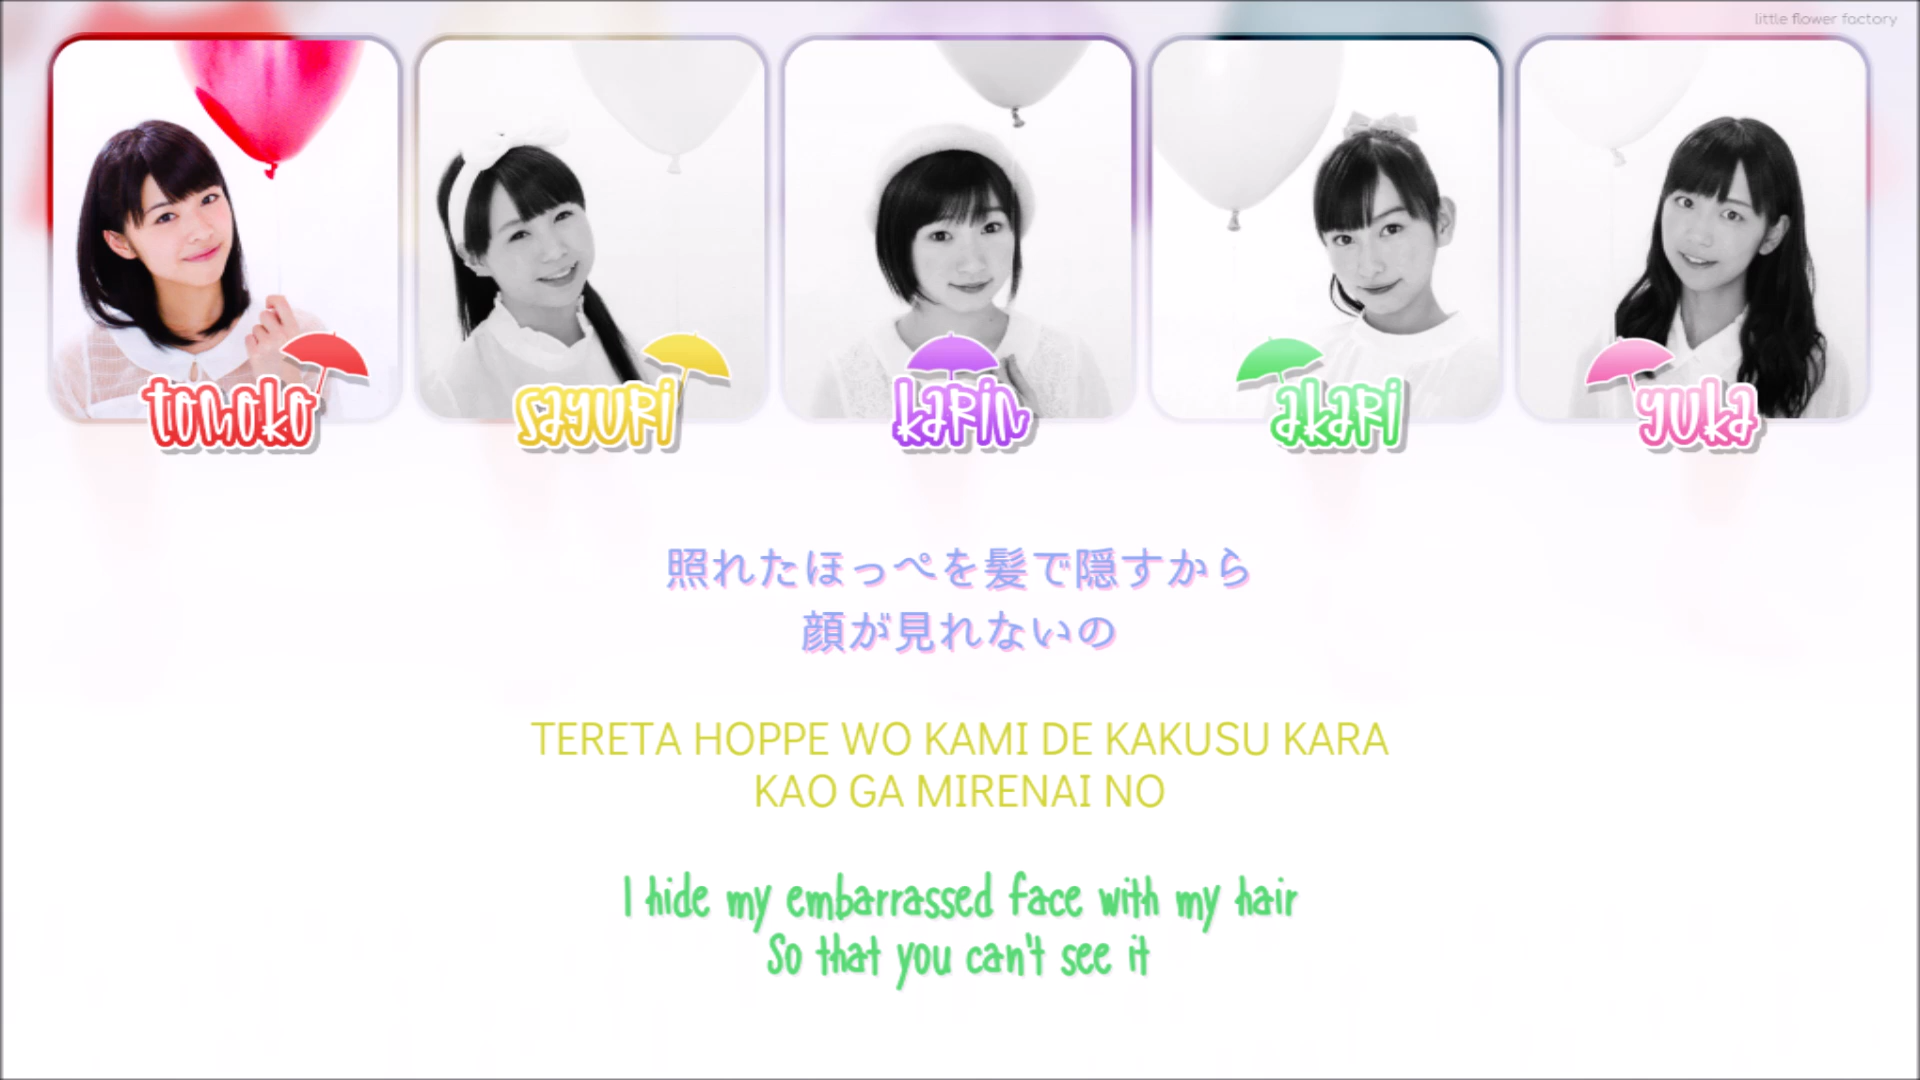 little flower factory
tomoko
sayuri
karin
akari
yuka
照れたほっぺを髪で隠すから
顔が見れないの
TERETA HOPPE WO KAMI DE KAKUSU KARA
KAO GA MIRENAI NO
I hide my embarrassed face with my hair
So that you can't see it